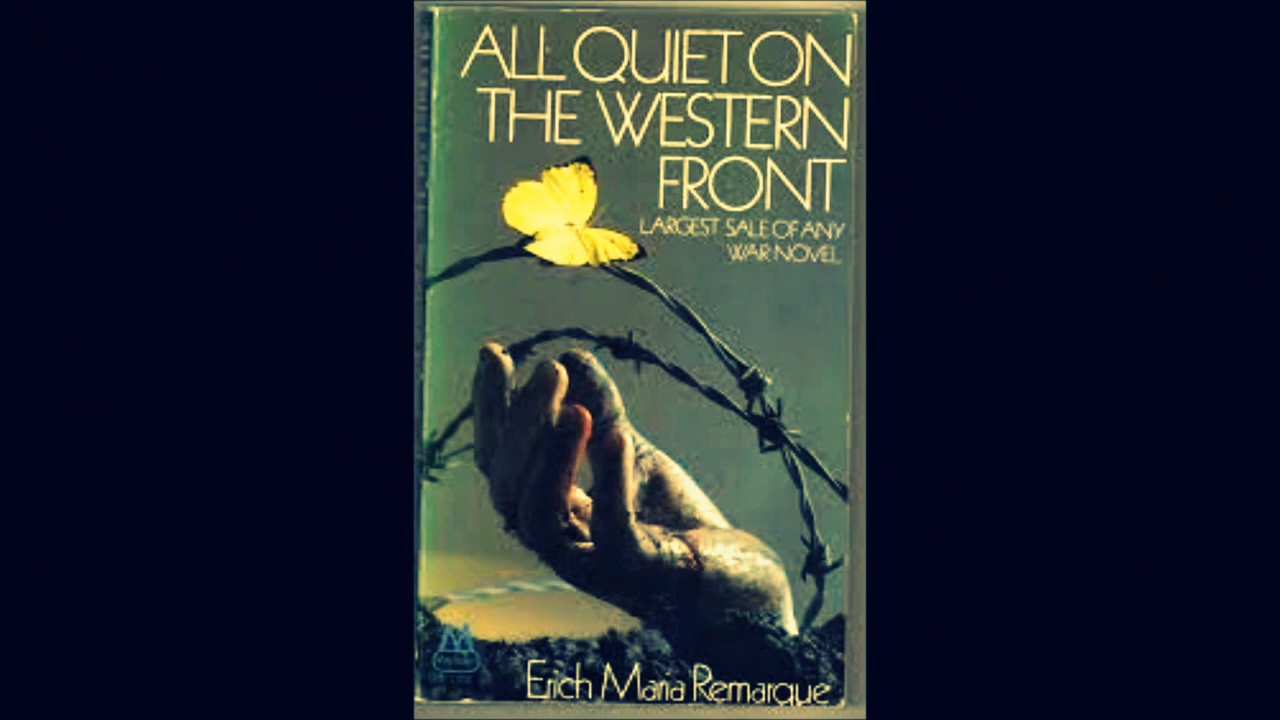 ALL QUIET ON
THE WESTERN
FRONT
LARGEST SALE OF ANY
WAR NOVEL
Erich Maria Remarque